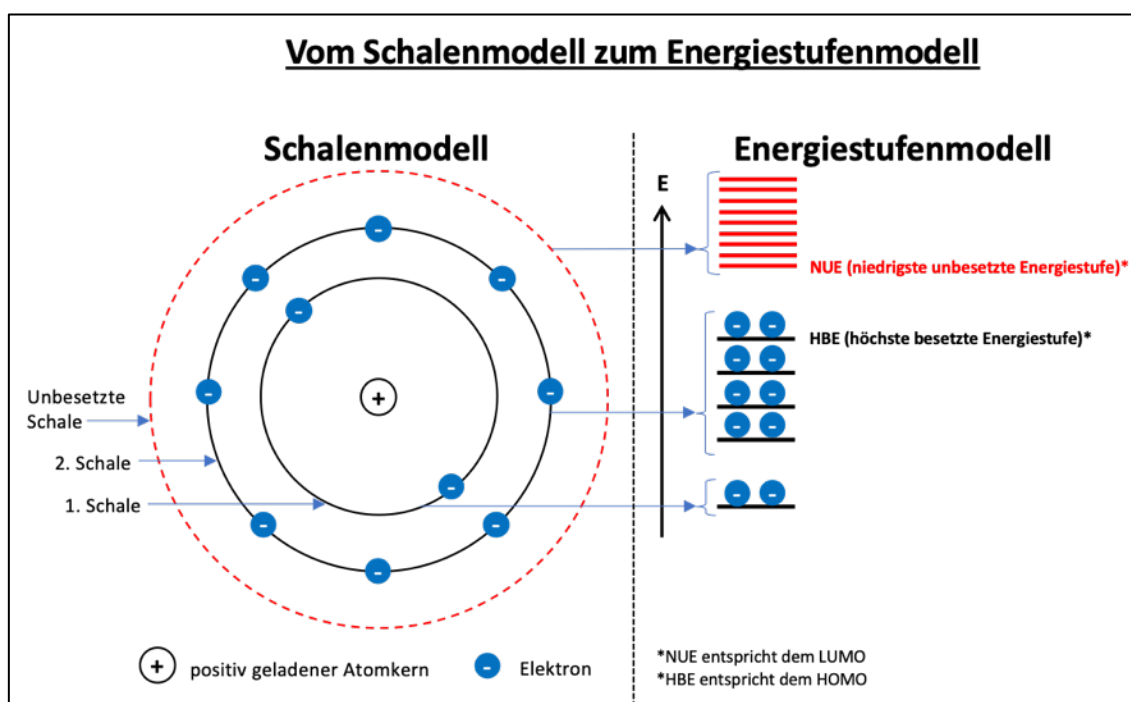 Vom Schalenmodell zum Energiestufenmodell
Schalenmodell
Energiestufenmodell
E
NUE (niedrigste unbesetzte Energiestufe)*
HBE (höchste besetzte Energiestufe)*
Unbesetzte
Schale
2. Schale
1. Schale
+
- - - - - - - - - -
- -
- -
- -
- -
- -
+ positiv geladener Atomkern
- Elektron
*NUE entspricht dem LUMO
*HBE entspricht dem HOMO